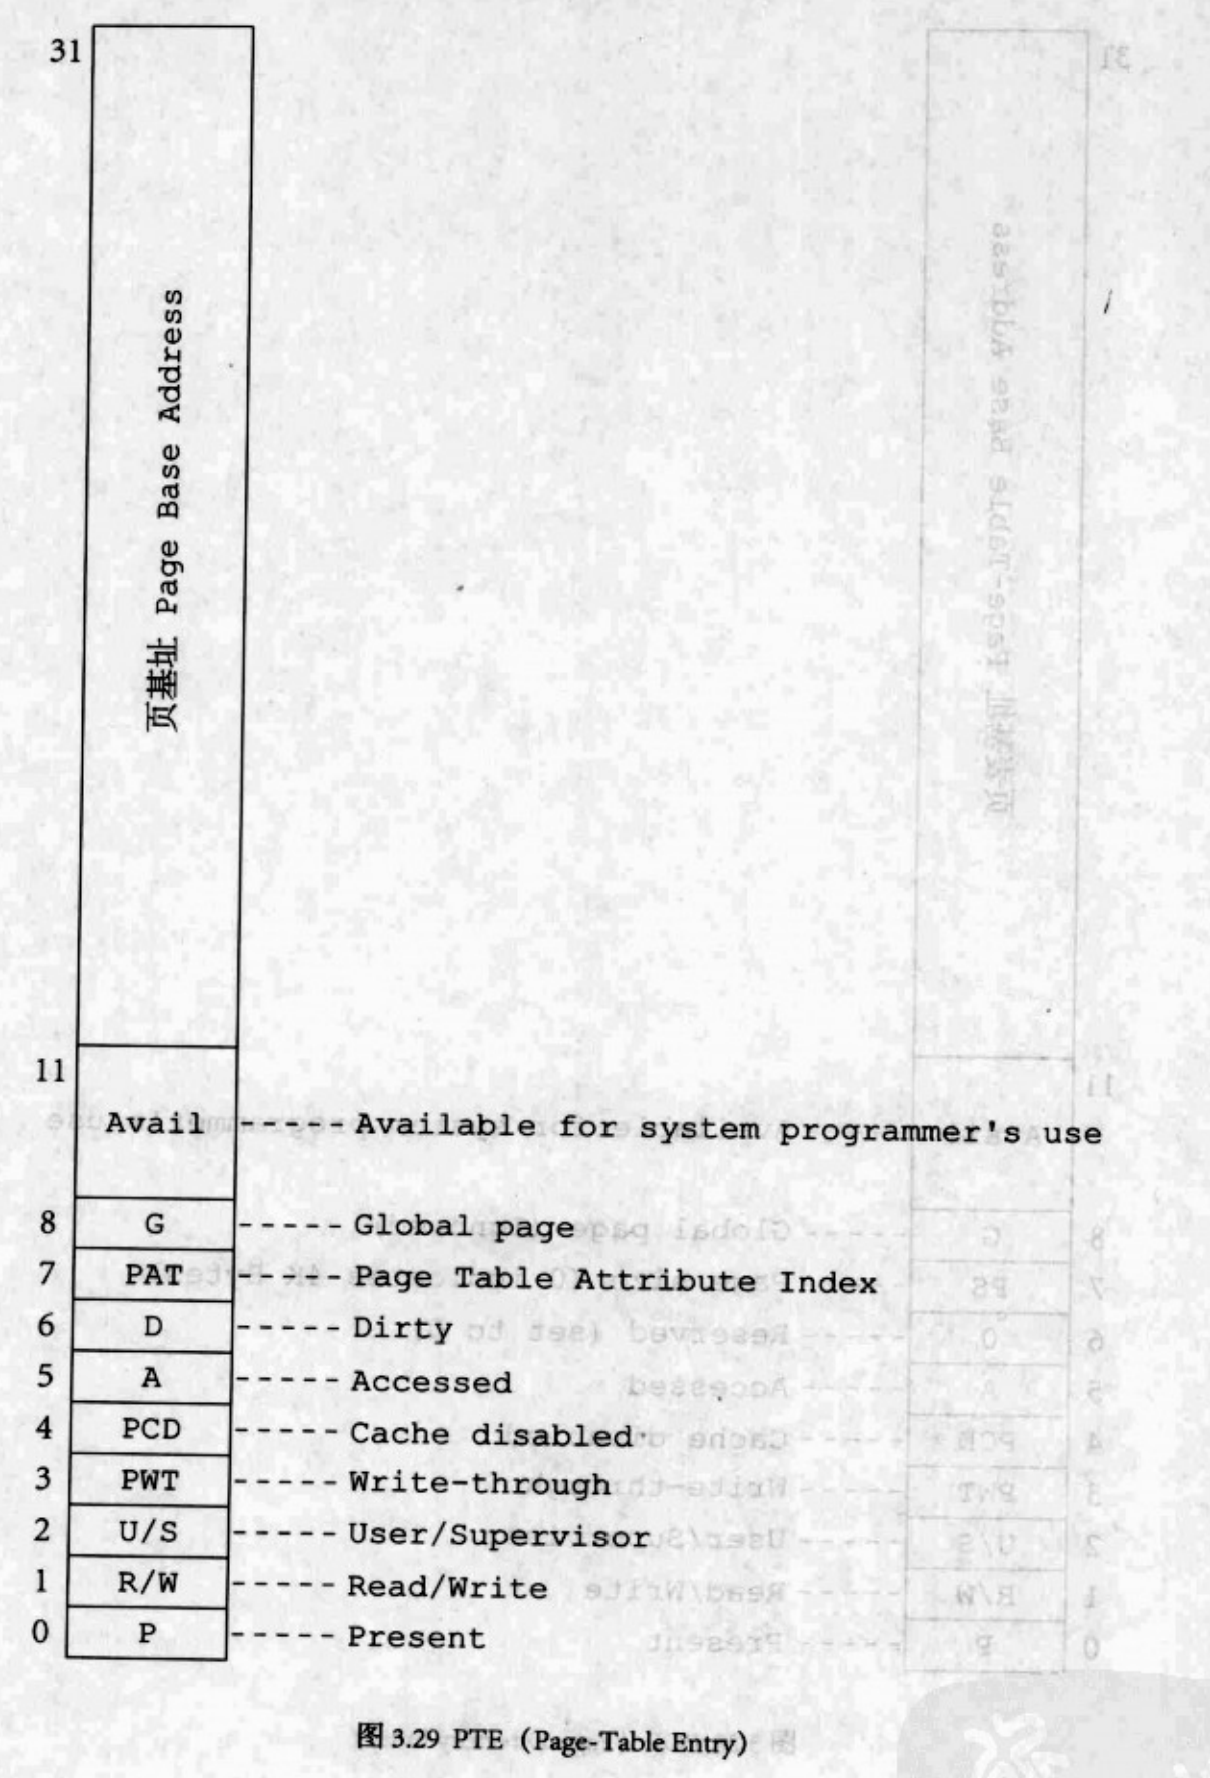 31
页基址 Page Base Address
11
Avail ----- Available for system programmer's use
8 G ----- Global page
7 PAT ----- Page Table Attribute Index
6 D ----- Dirty
5 A ----- Accessed
4 PCD ----- Cache disabled
3 PWT ----- Write-through
2 U/S ----- User/Supervisor
1 R/W ----- Read/Write
0 P ----- Present
图 3.29 PTE (Page-Table Entry)